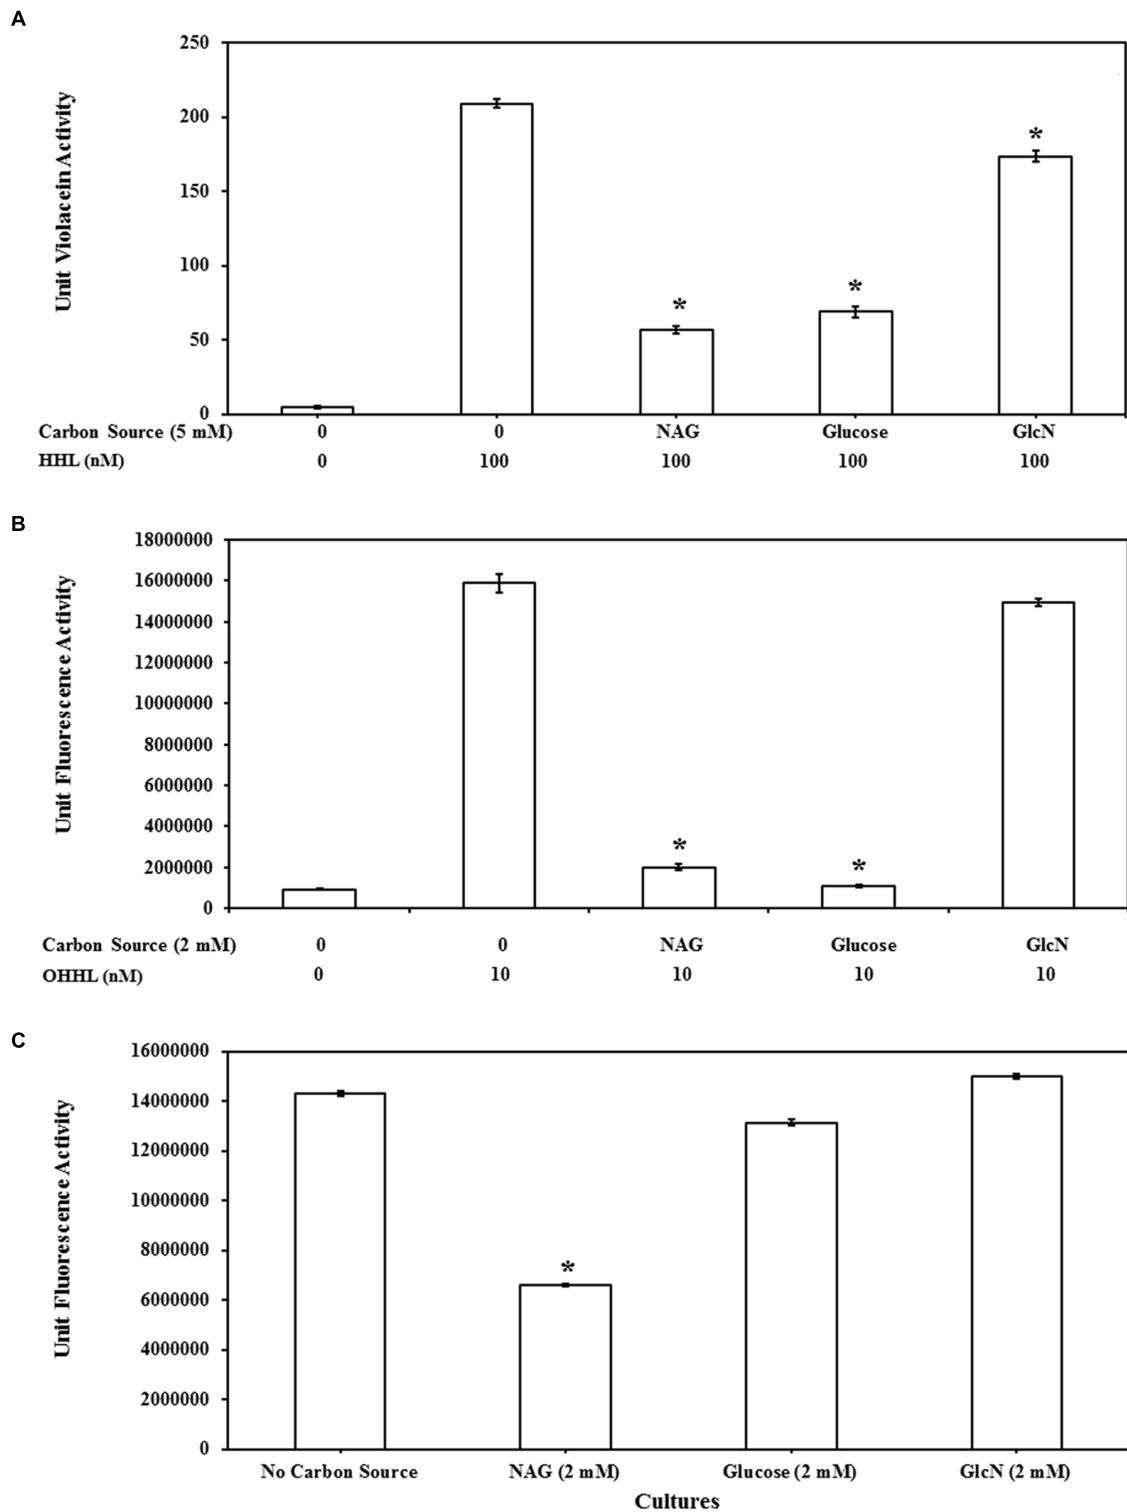 A
Unit Violacein Activity
250
200
150
100
50
0
*
*
*
Carbon Source (5 mM) 0 0 NAG Glucose GlcN
HHL (nM) 0 100 100 100 100
B
Unit Fluorescence Activity
18000000
16000000
14000000
12000000
10000000
8000000
6000000
4000000
2000000
0
*
*
Carbon Source (2 mM) 0 0 NAG Glucose GlcN
OHHL (nM) 0 10 10 10 10
C
Unit Fluorescence Activity
16000000
14000000
12000000
10000000
8000000
6000000
4000000
2000000
0
*
No Carbon Source NAG (2 mM) Glucose (2 mM) GlcN (2 mM)
Cultures